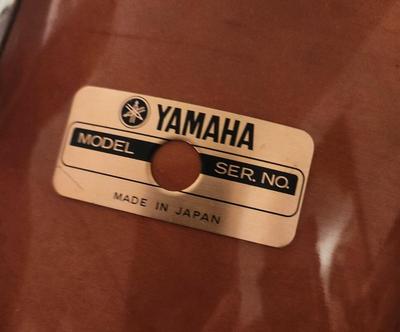 YAMAHA
MODEL SER. NO.
MADE IN JAPAN